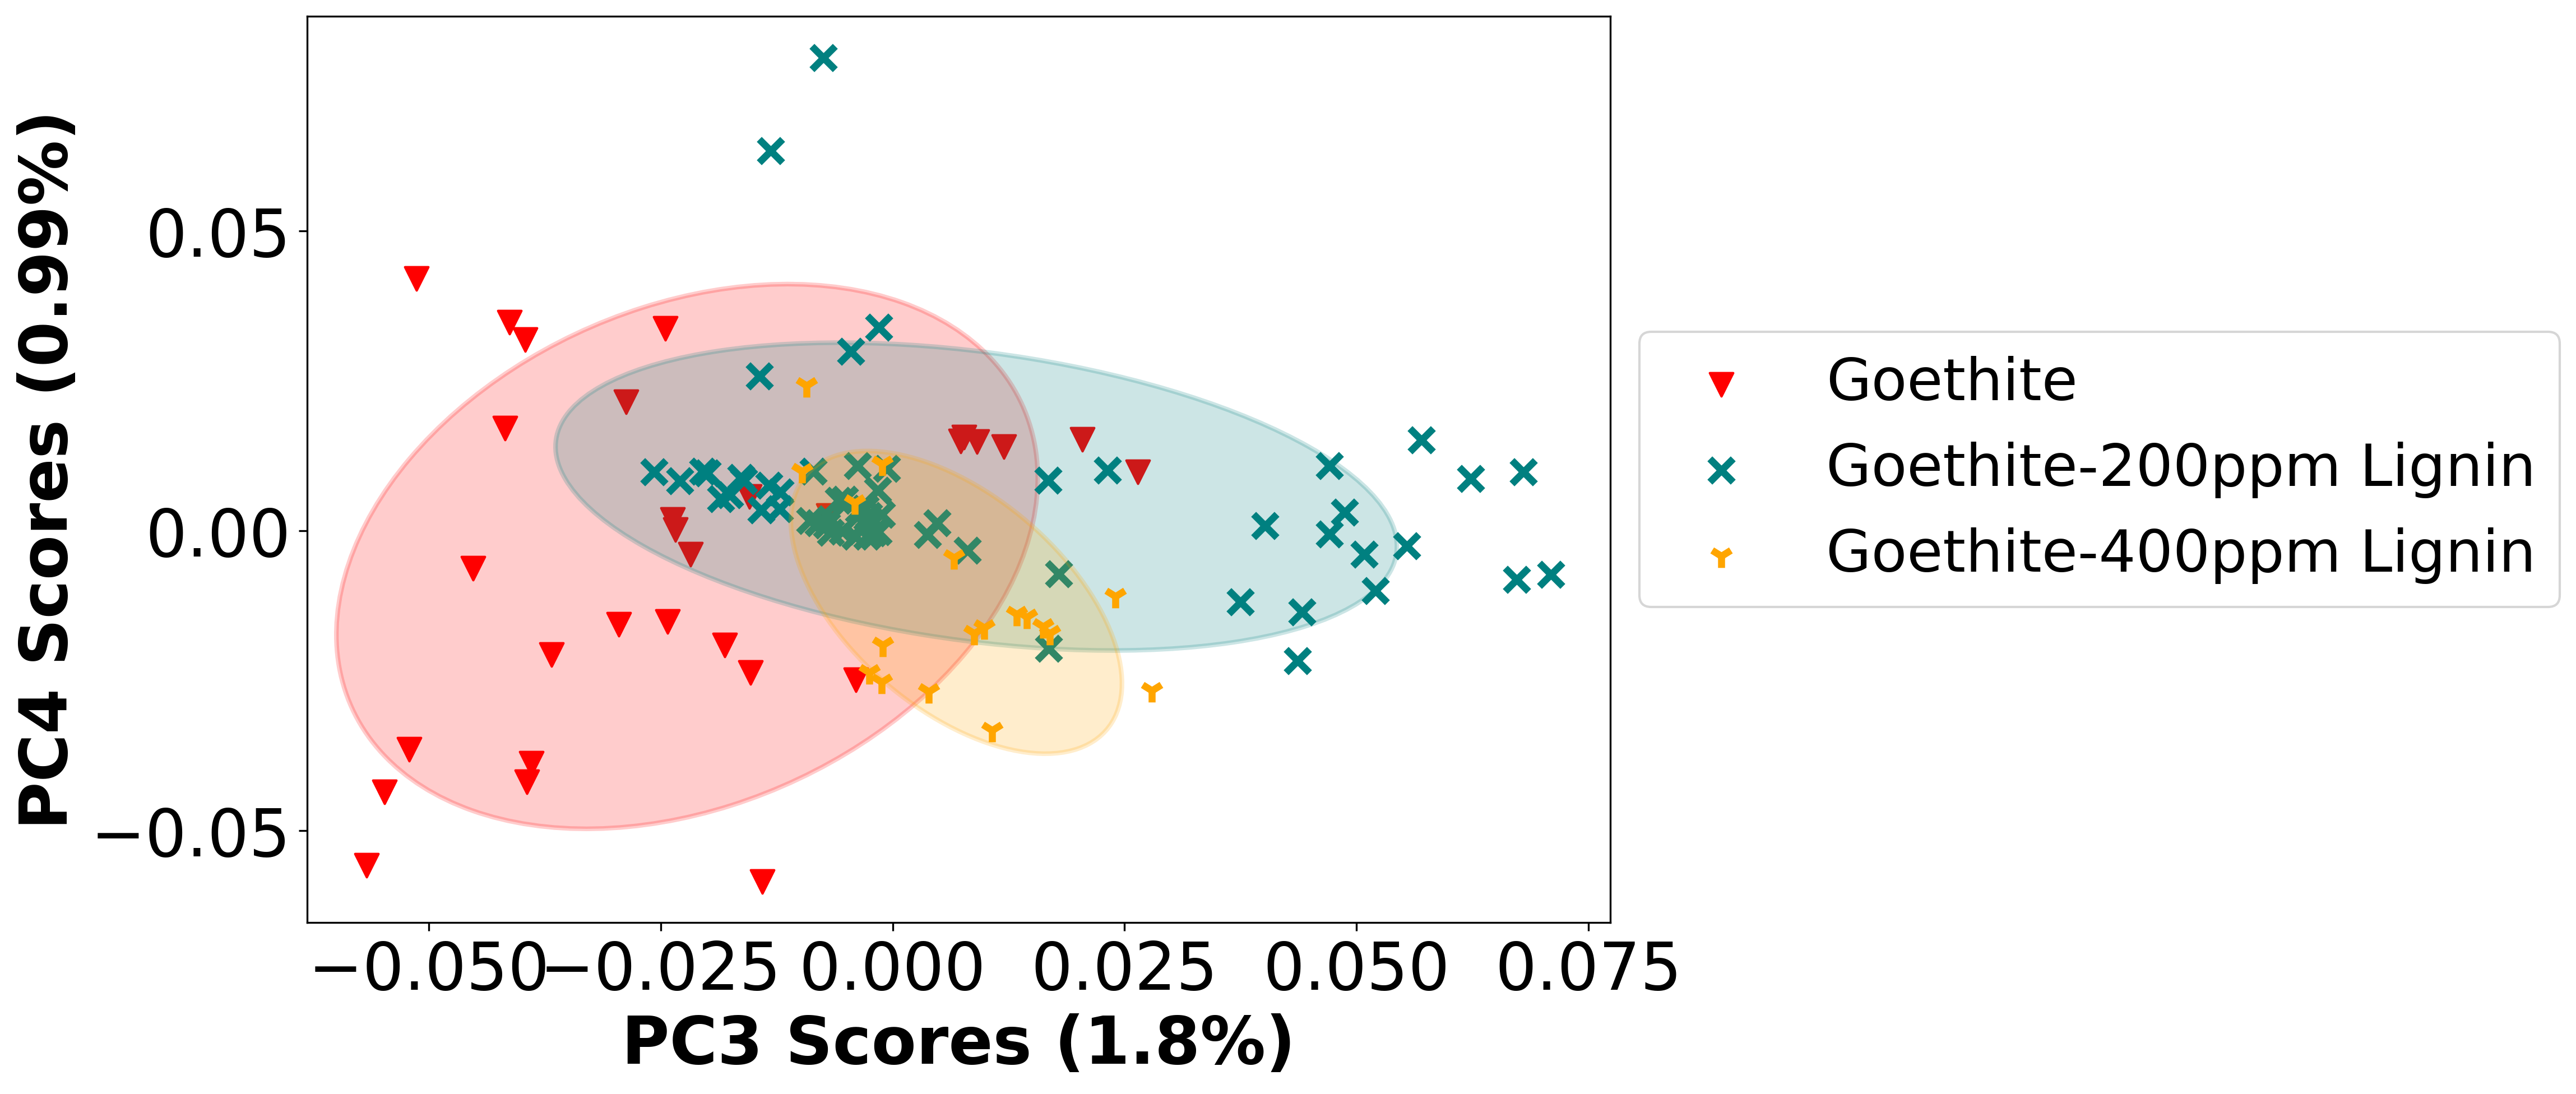 PC4 Scores (0.99%)
0.05
0.00
−0.05
−0.050
−0.025
0.000
0.025
0.050
0.075
PC3 Scores (1.8%)
Goethite
Goethite-200ppm Lignin
Goethite-400ppm Lignin